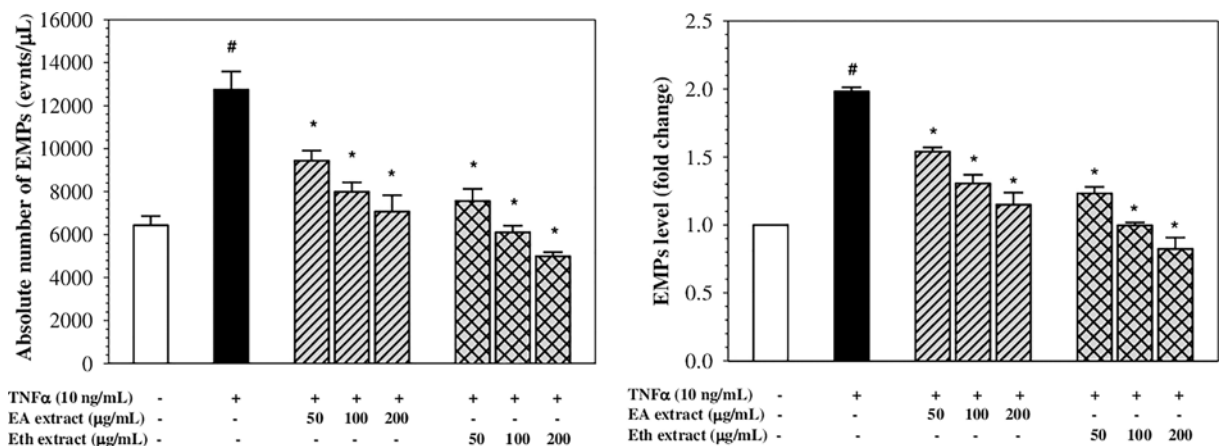 Absolute number of EMPs (evnts/µL)
16000
14000
12000
10000
8000
6000
4000
2000
0
#
* * *
* * *
TNFα (10 ng/mL) - + + + + + + +
EA extract (µg/mL) - - 50 100 200 - - -
Eth extract (µg/mL) - - - - - 50 100 200
EMPs level (fold change)
2.5
2.0
1.5
1.0
0.5
0.0
#
* * *
* * *
TNFα (10 ng/mL) - + + + + + + +
EA extract (µg/mL) - - 50 100 200 - - -
Eth extract (µg/mL) - - - - - 50 100 200